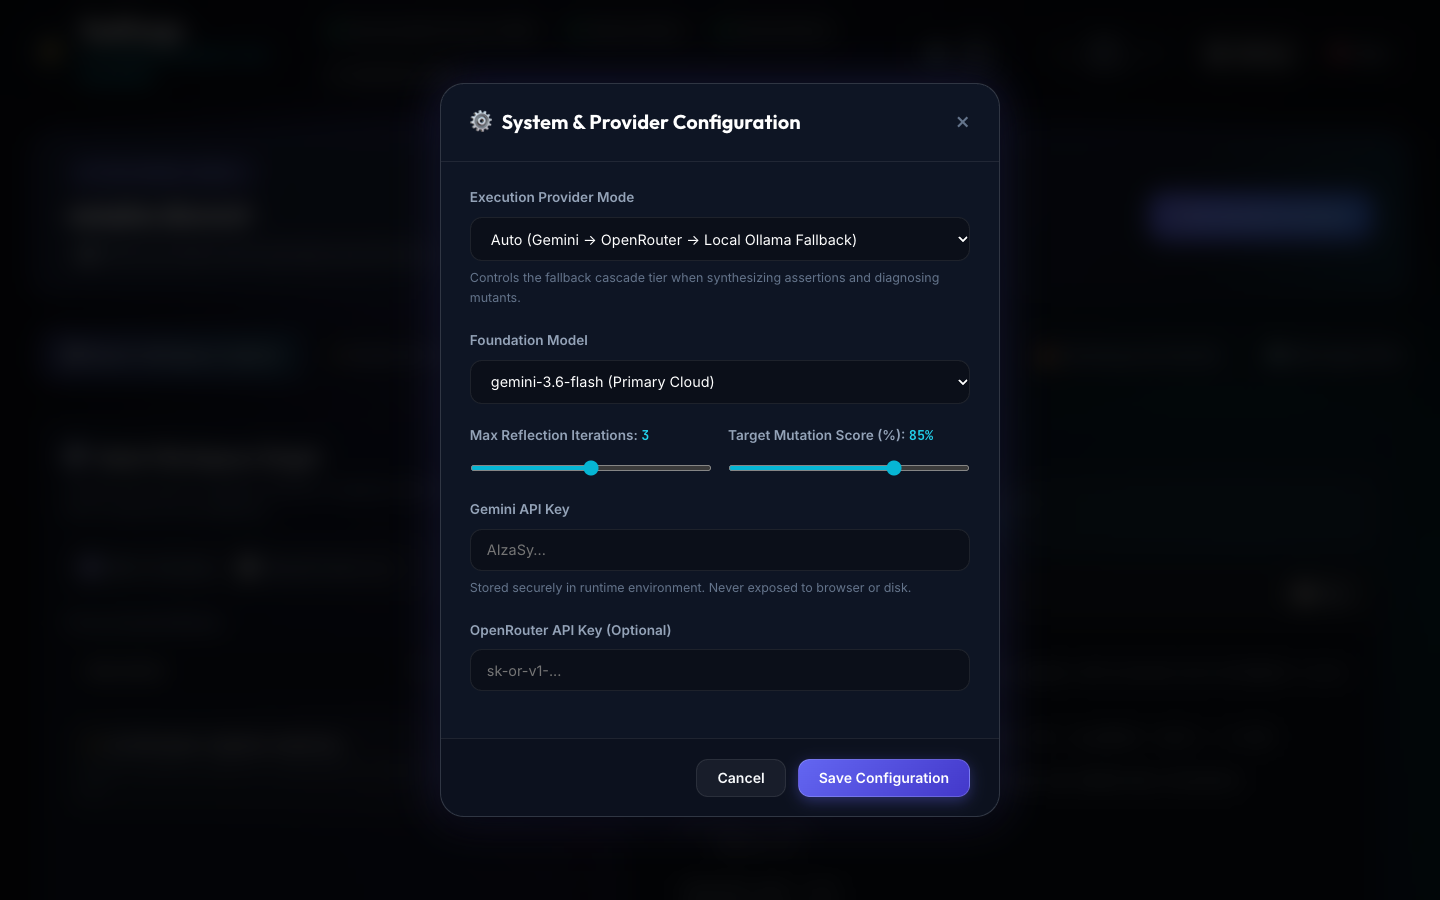 System & Provider Configuration
×
Execution Provider Mode
Auto (Gemini → OpenRouter → Local Ollama Fallback)
Controls the fallback cascade tier when synthesizing assertions and diagnosing
mutants.
Foundation Model
gemini-3.6-flash (Primary Cloud)
Max Reflection Iterations: 3
Target Mutation Score (%): 85%
Gemini API Key
AIzaSy...
Stored securely in runtime environment. Never exposed to browser or disk.
OpenRouter API Key (Optional)
sk-or-v1-...
Cancel
Save Configuration